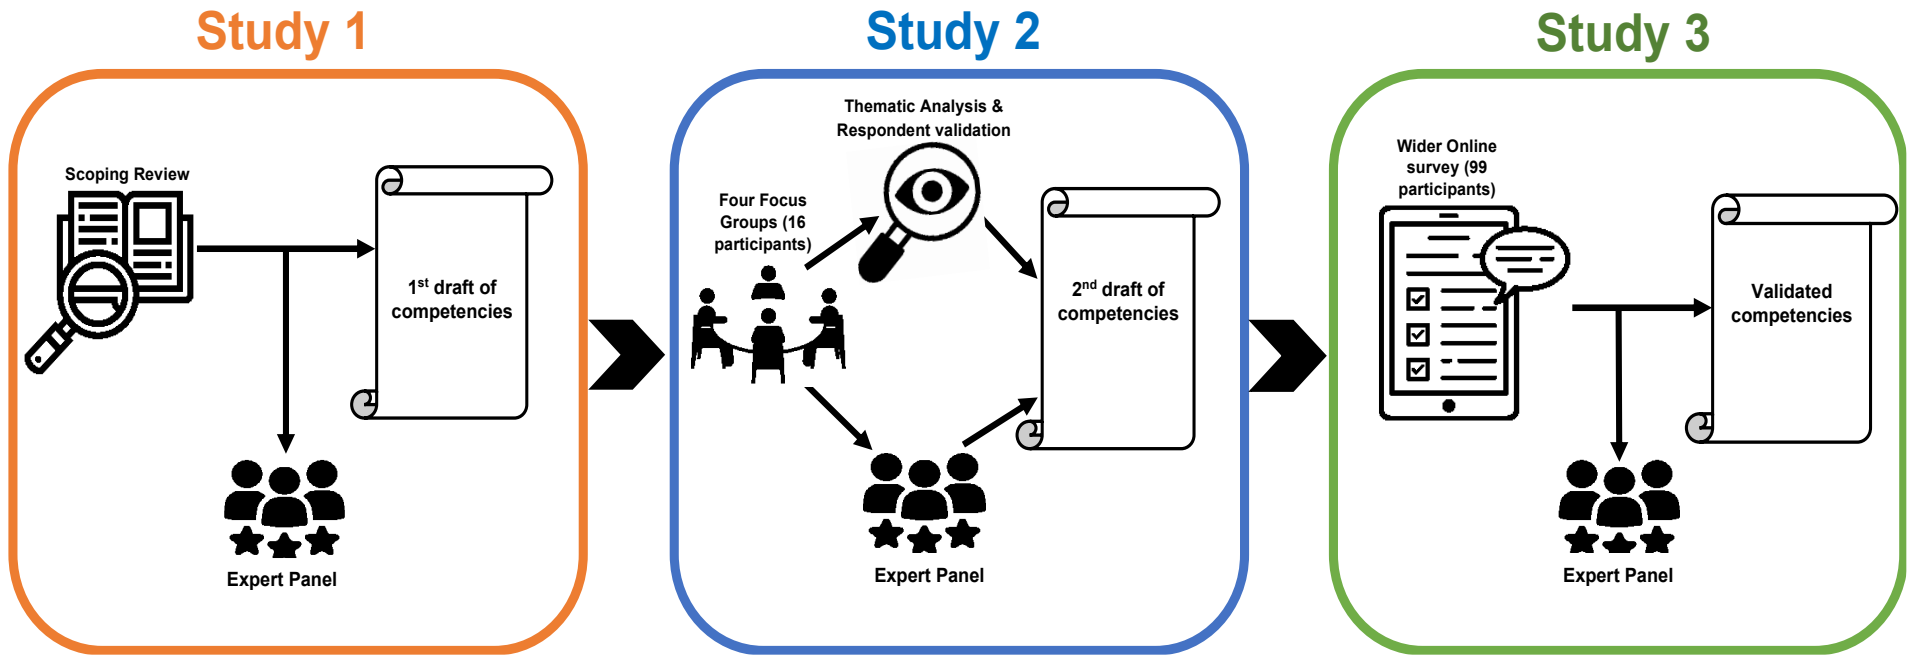 Study 1
Scoping Review
1st draft of
competencies
Expert Panel
Study 2
Thematic Analysis &
Respondent validation
Four Focus
Groups (16
participants)
2nd draft of
competencies
Expert Panel
Study 3
Wider Online
survey (99
participants)
Validated
competencies
Expert Panel